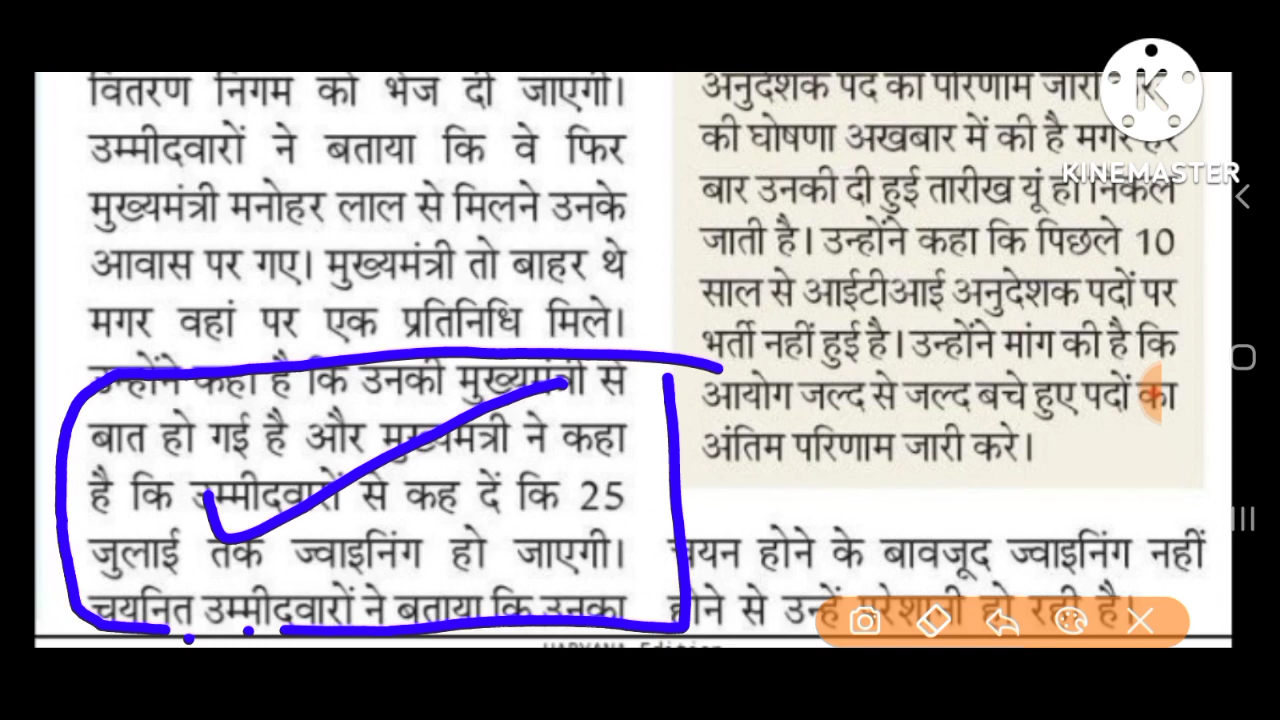 वितरण निगम को भेज दी जाएगी।
उम्मीदवारों ने बताया कि वे फिर
मुख्यमंत्री मनोहर लाल से मिलने उनके
आवास पर गए। मुख्यमंत्री तो बाहर थे
मगर वहां पर एक प्रतिनिधि मिले।
उन्होंने कहा है कि उनकी मुख्यमंत्री से
बात हो गई है और मुख्यमंत्री ने कहा
है कि उम्मीदवारों से कह दें कि 25
जुलाई तक ज्वाइनिंग हो जाएगी।
चयनित उम्मीदवारों ने बताया कि उनका
अनुदेशक पद का परिणाम जारी
की घोषणा अखबार में की है मगर हर
बार उनकी दी हुई तारीख यूं ही निकल
जाती है। उन्होंने कहा कि पिछले 10
साल से आईटीआई अनुदेशक पदों पर
भर्ती नहीं हुई है। उन्होंने मांग की है कि
आयोग जल्द से जल्द बचे हुए पदों का
अंतिम परिणाम जारी करे।
चयन होने के बावजूद ज्वाइनिंग नहीं
होने से उन्हें परेशानी हो रही है।
HARYANA Edition
K
KINEMASTER